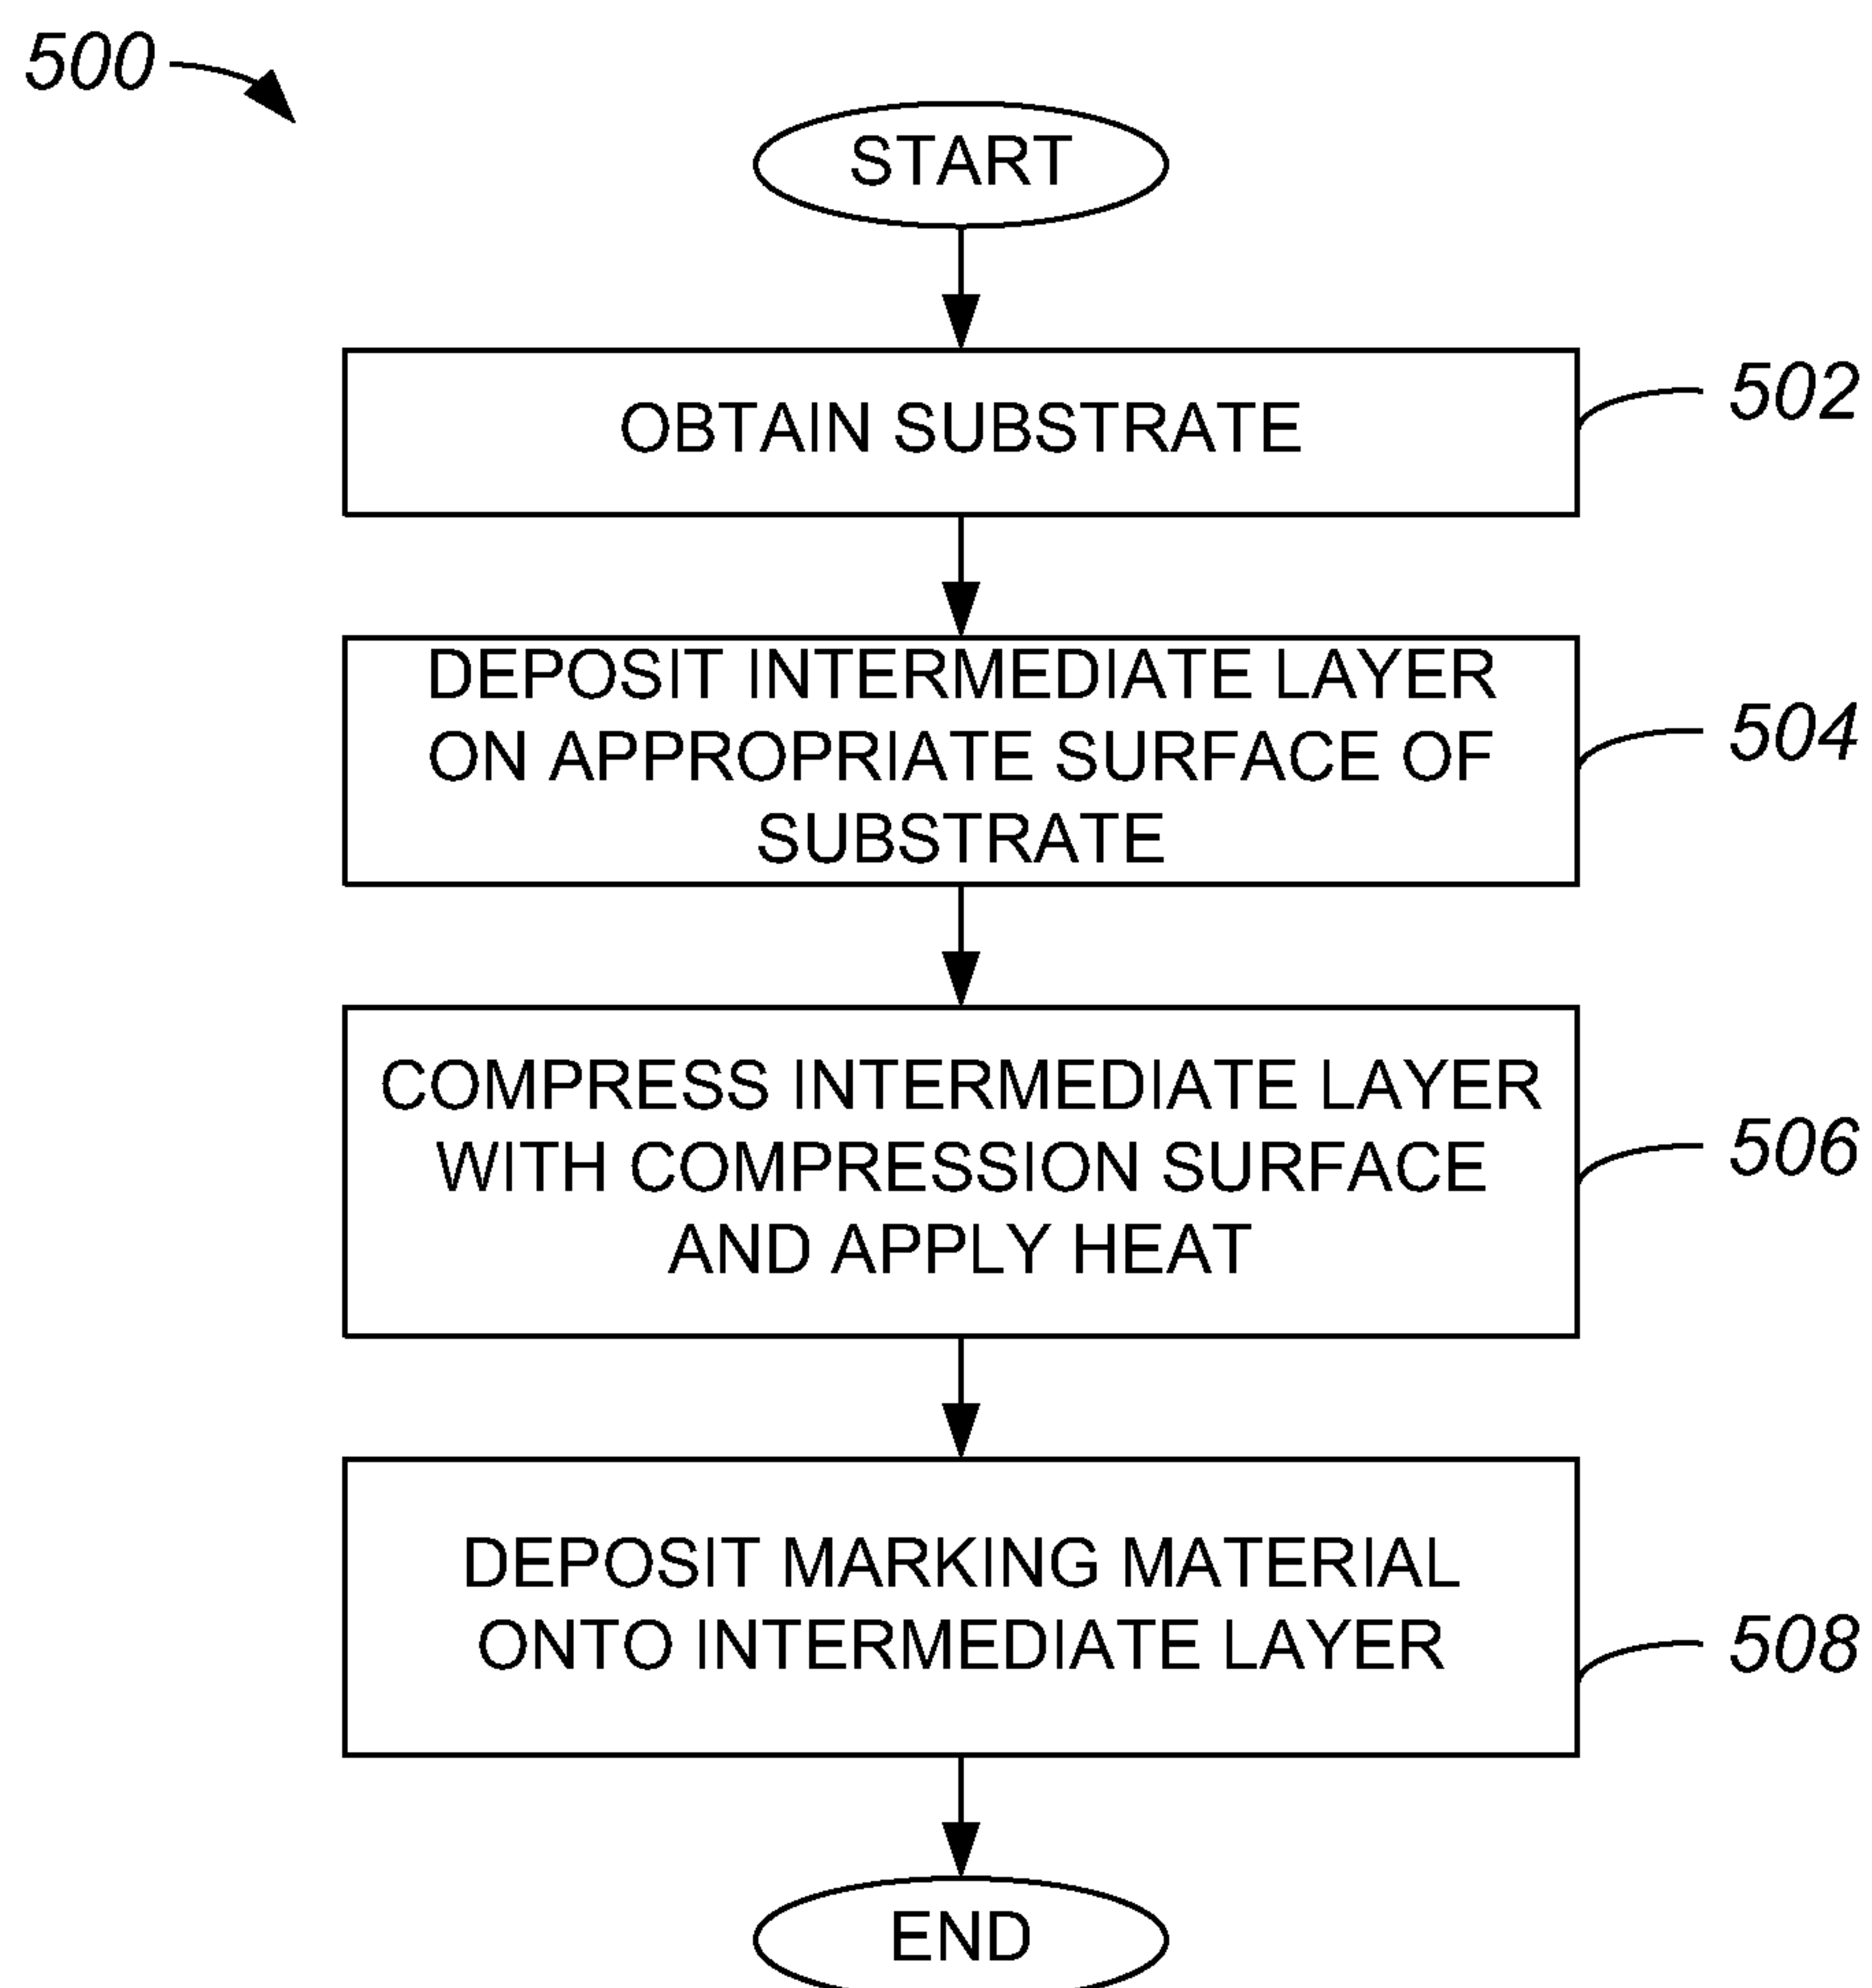 500
START
OBTAIN SUBSTRATE
502
DEPOSIT INTERMEDIATE LAYER
ON APPROPRIATE SURFACE OF
SUBSTRATE
504
COMPRESS INTERMEDIATE LAYER
WITH COMPRESSION SURFACE
AND APPLY HEAT
506
DEPOSIT MARKING MATERIAL
ONTO INTERMEDIATE LAYER
508
END